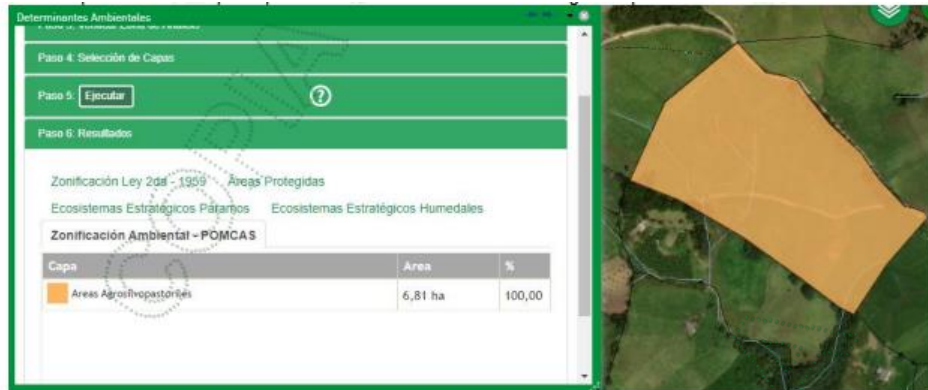 Determinantes Ambientales
Paso 4: Selección de Capas
Paso 5: Ejecutar ?
Paso 6: Resultados
Zonificación Ley 2da - 1959 Áreas Protegidas
Ecosistemas Estratégicos Páramos Ecosistemas Estratégicos Humedales
Zonificación Ambiental - POMCAS
Capa Area %
Areas Agrosilvopastoriles 6,81 ha 100,00
COPIA